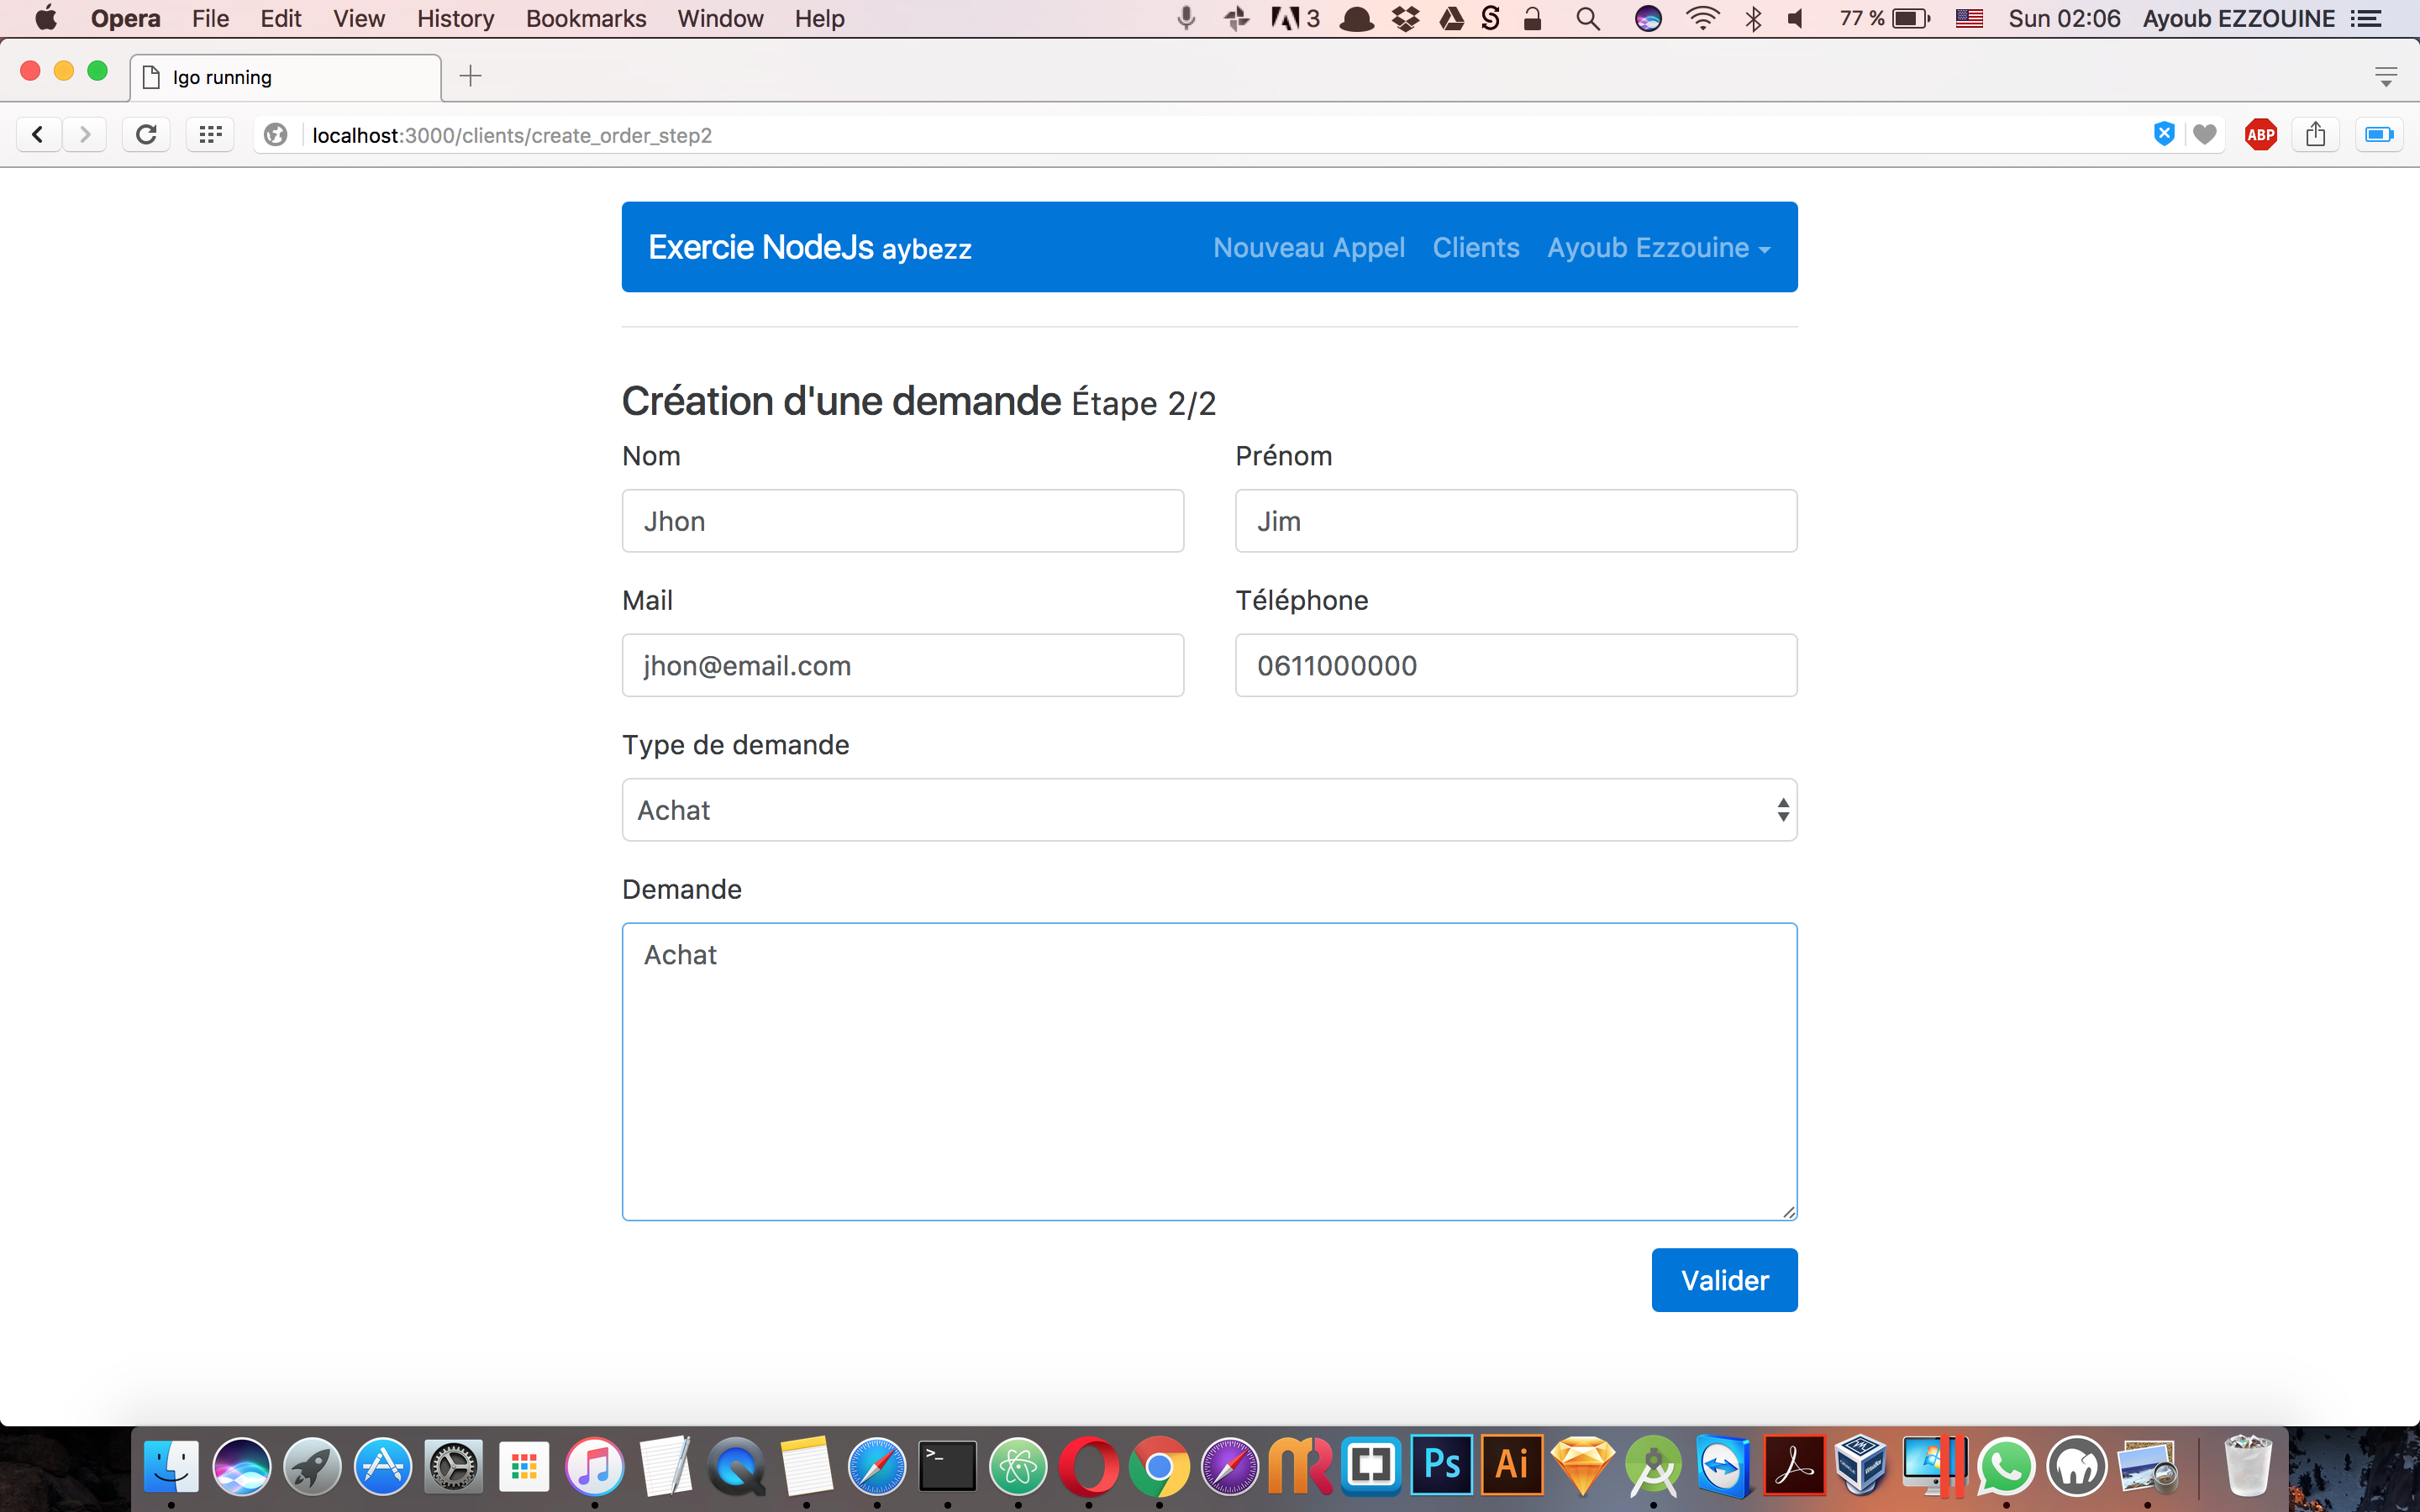 Opera File Edit View History Bookmarks Window Help 3 77 % Sun 02:06 Ayoub EZZOUINE
Igo running
localhost:3000/clients/create_order_step2 ABP
Exercie NodeJs aybezz Nouveau Appel Clients Ayoub Ezzouine
Création d'une demande Étape 2/2
Nom Prénom
Jhon Jim
Mail Téléphone
jhon@email.com 0611000000
Type de demande
Achat
Demande
Achat
Valider
>_ Ps Ai